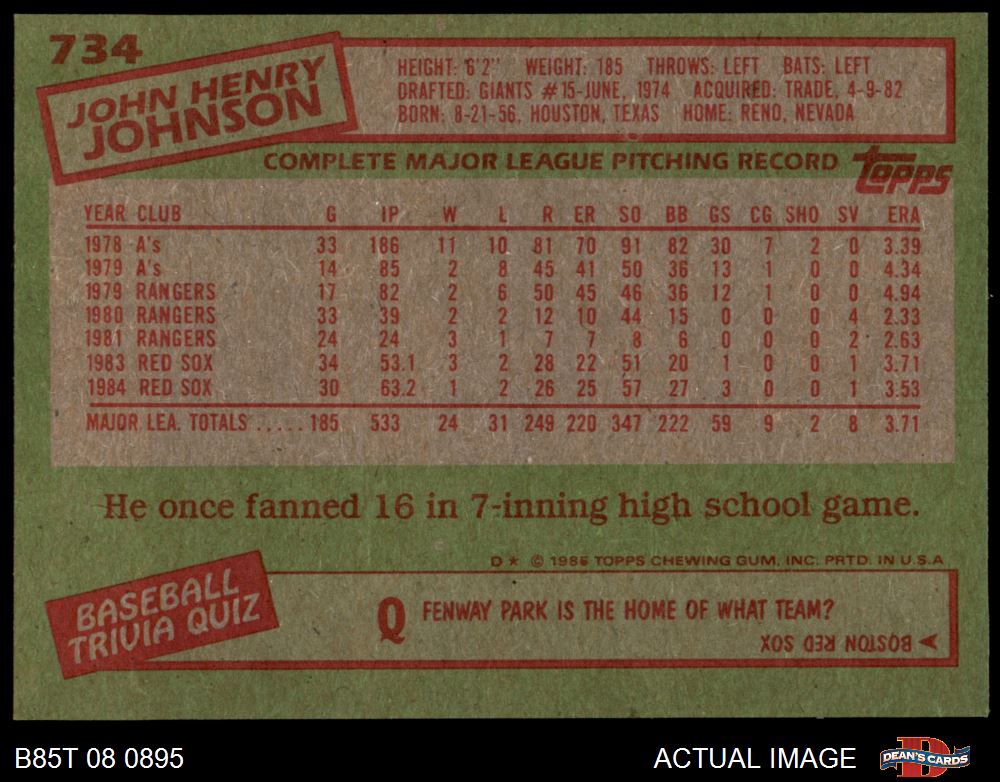 734
JOHN HENRY
JOHNSON
HEIGHT: 6'2" WEIGHT: 185 THROWS: LEFT BATS: LEFT
DRAFTED: GIANTS #15-JUNE, 1974 ACQUIRED: TRADE, 4-9-82
BORN: 8-21-56, HOUSTON, TEXAS HOME: RENO, NEVADA
COMPLETE MAJOR LEAGUE PITCHING RECORD
Topps
YEAR CLUB G IP W L R ER SO BB GS CG SHO SV ERA
1978 A's 33 186 11 10 81 70 91 82 30 7 2 0 3.39
1979 A's 14 85 2 8 45 41 50 36 13 1 0 0 4.34
1979 RANGERS 17 82 2 6 50 45 46 36 12 1 0 0 4.94
1980 RANGERS 33 39 2 2 12 10 44 15 0 0 0 4 2.33
1981 RANGERS 24 24 3 1 7 7 8 6 0 0 0 2 2.63
1983 RED SOX 34 53.1 3 2 28 22 51 20 1 0 0 1 3.71
1984 RED SOX 30 63.2 1 2 26 25 57 27 3 0 0 1 3.53
MAJOR LEA. TOTALS ..... 185 533 24 31 249 220 347 222 59 9 2 8 3.71
He once fanned 16 in 7-inning high school game.
D* © 1985 TOPPS CHEWING GUM, INC. PRTD. IN U.S.A
BASEBALL
TRIVIA QUIZ
Q FENWAY PARK IS THE HOME OF WHAT TEAM?
BOSTON RED SOX
B85T 08 0895
ACTUAL IMAGE
D
DEAN'S CARDS